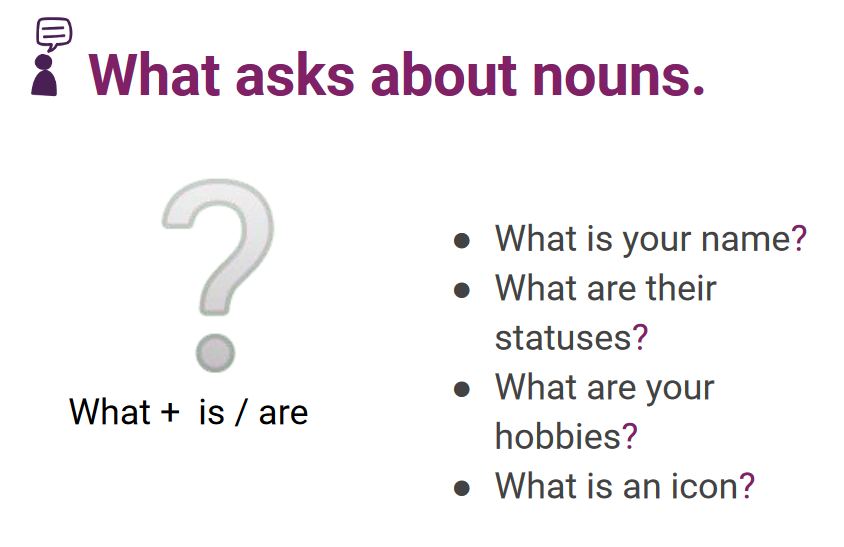 What asks about nouns.
What + is / are
● What is your name?
● What are their
statuses?
● What are your
hobbies?
● What is an icon?